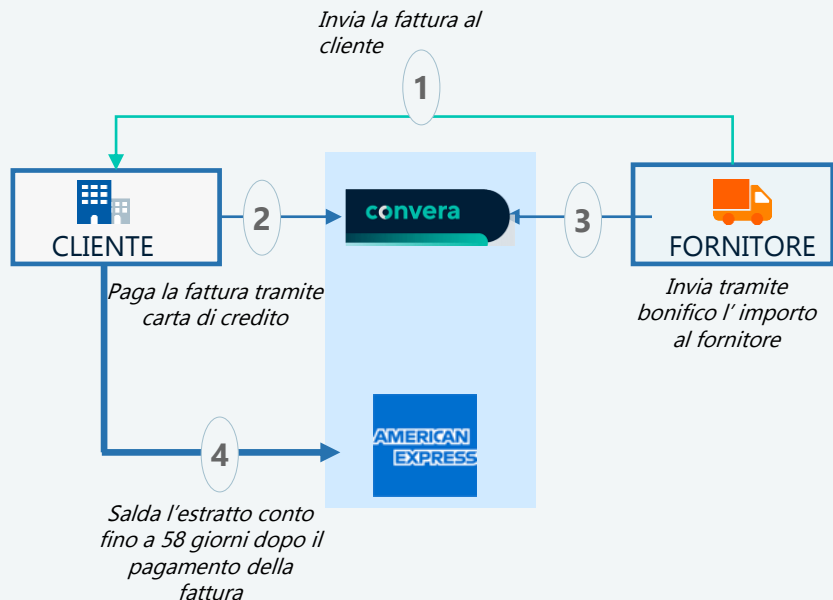 Invia la fattura al
cliente
1
CLIENTE
2
convera
3
FORNITORE
Paga la fattura tramite
carta di credito
Invia tramite
bonifico l' importo
al fornitore
4
AMERICAN
EXPRESS
Salda l'estratto conto
fino a 58 giorni dopo il
pagamento della
fattura